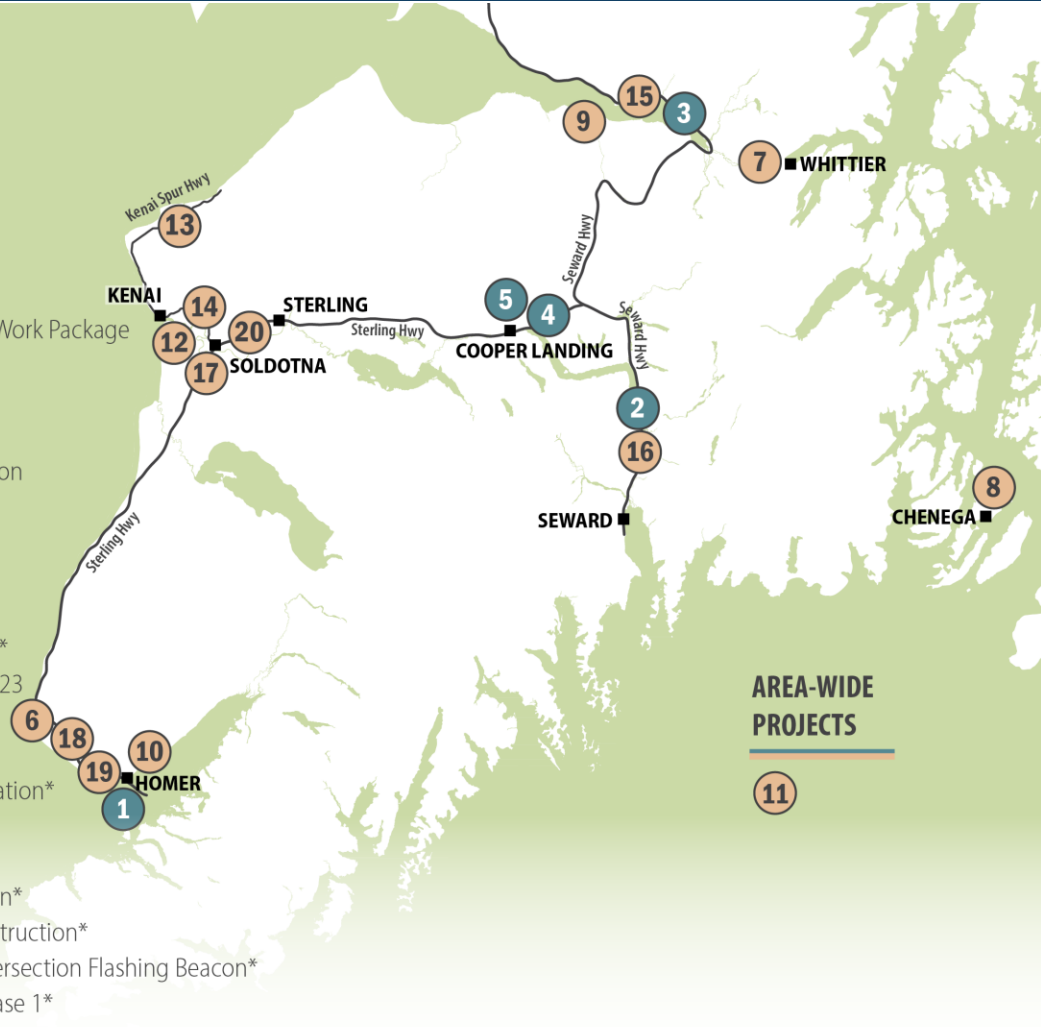 15
3
9
7
WHITTIER
Kenai Spur Hwy
13
Seward Hwy
KENAI
14
5
4
STERLING
Seward Hwy
Work Package
12
20
Sterling Hwy
COOPER LANDING
SOLDOTNA
17
2
16
on
8
SEWARD
CHENEGA
Sterling Hwy
*
23
AREA-WIDE
PROJECTS
6
18
10
19
HOMER
ation*
11
1
n*
truction*
ersection Flashing Beacon*
ase 1*